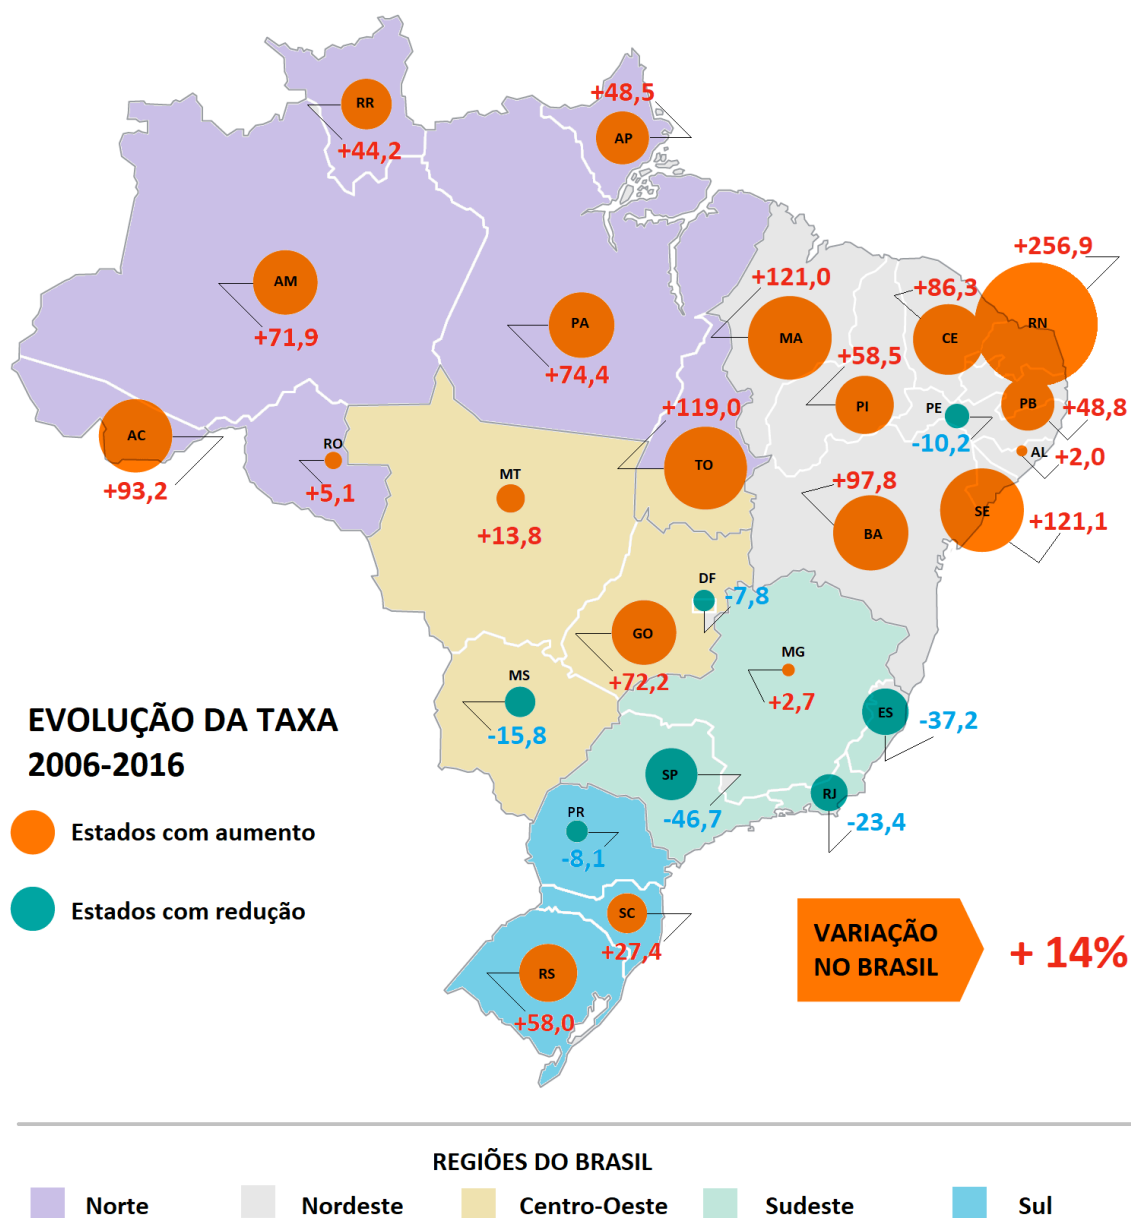 RR
+44,2
+48,5
AP
+256,9
AM
+71,9
+121,0
+86,3
PA
+74,4
MA
CE
RN
+58,5
PI
PE
-10,2
PB
+48,8
+119,0
AC
+93,2
RO
+5,1
MT
+13,8
TO
AL
+2,0
+97,8
BA
SE
+121,1
DF
-7,8
GO
+72,2
MG
+2,7
MS
-15,8
ES
-37,2
EVOLUÇÃO DA TAXA
2006-2016
SP
-46,7
RJ
-23,4
PR
-8,1
Estados com aumento
Estados com redução
SC
+27,4
RS
+58,0
VARIAÇÃO
NO BRASIL
+ 14%
REGIÕES DO BRASIL
Norte
Nordeste
Centro-Oeste
Sudeste
Sul